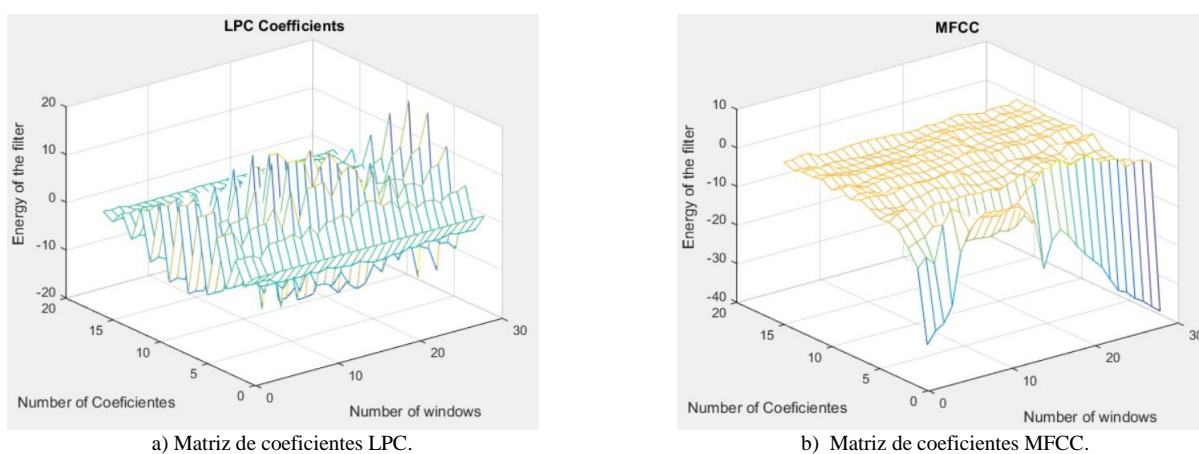 LPC Coefficients
20
10
0
-10
-20
Energy of the filter
20
15
10
5
0
Number of Coeficientes
0
10
20
30
Number of windows
a) Matriz de coeficientes LPC.
MFCC
10
0
-10
-20
-30
-40
Energy of the filter
20
15
10
5
0
Number of Coeficientes
0
10
20
30
Number of windows
b) Matriz de coeficientes MFCC.